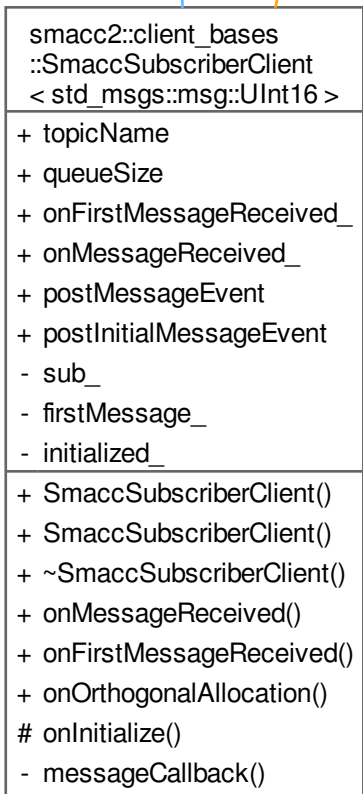 smacc2::client_bases
::SmaccSubscriberClient
< std_msgs::msg::UInt16 >
+ topicName
+ queueSize
+ onFirstMessageReceived_
+ onMessageReceived_
+ postMessageEvent
+ postInitialMessageEvent
- sub_
- firstMessage_
- initialized_
+ SmaccSubscriberClient()
+ SmaccSubscriberClient()
+ ~SmaccSubscriberClient()
+ onMessageReceived()
+ onFirstMessageReceived()
+ onOrthogonalAllocation()
# onInitialize()
- messageCallback()